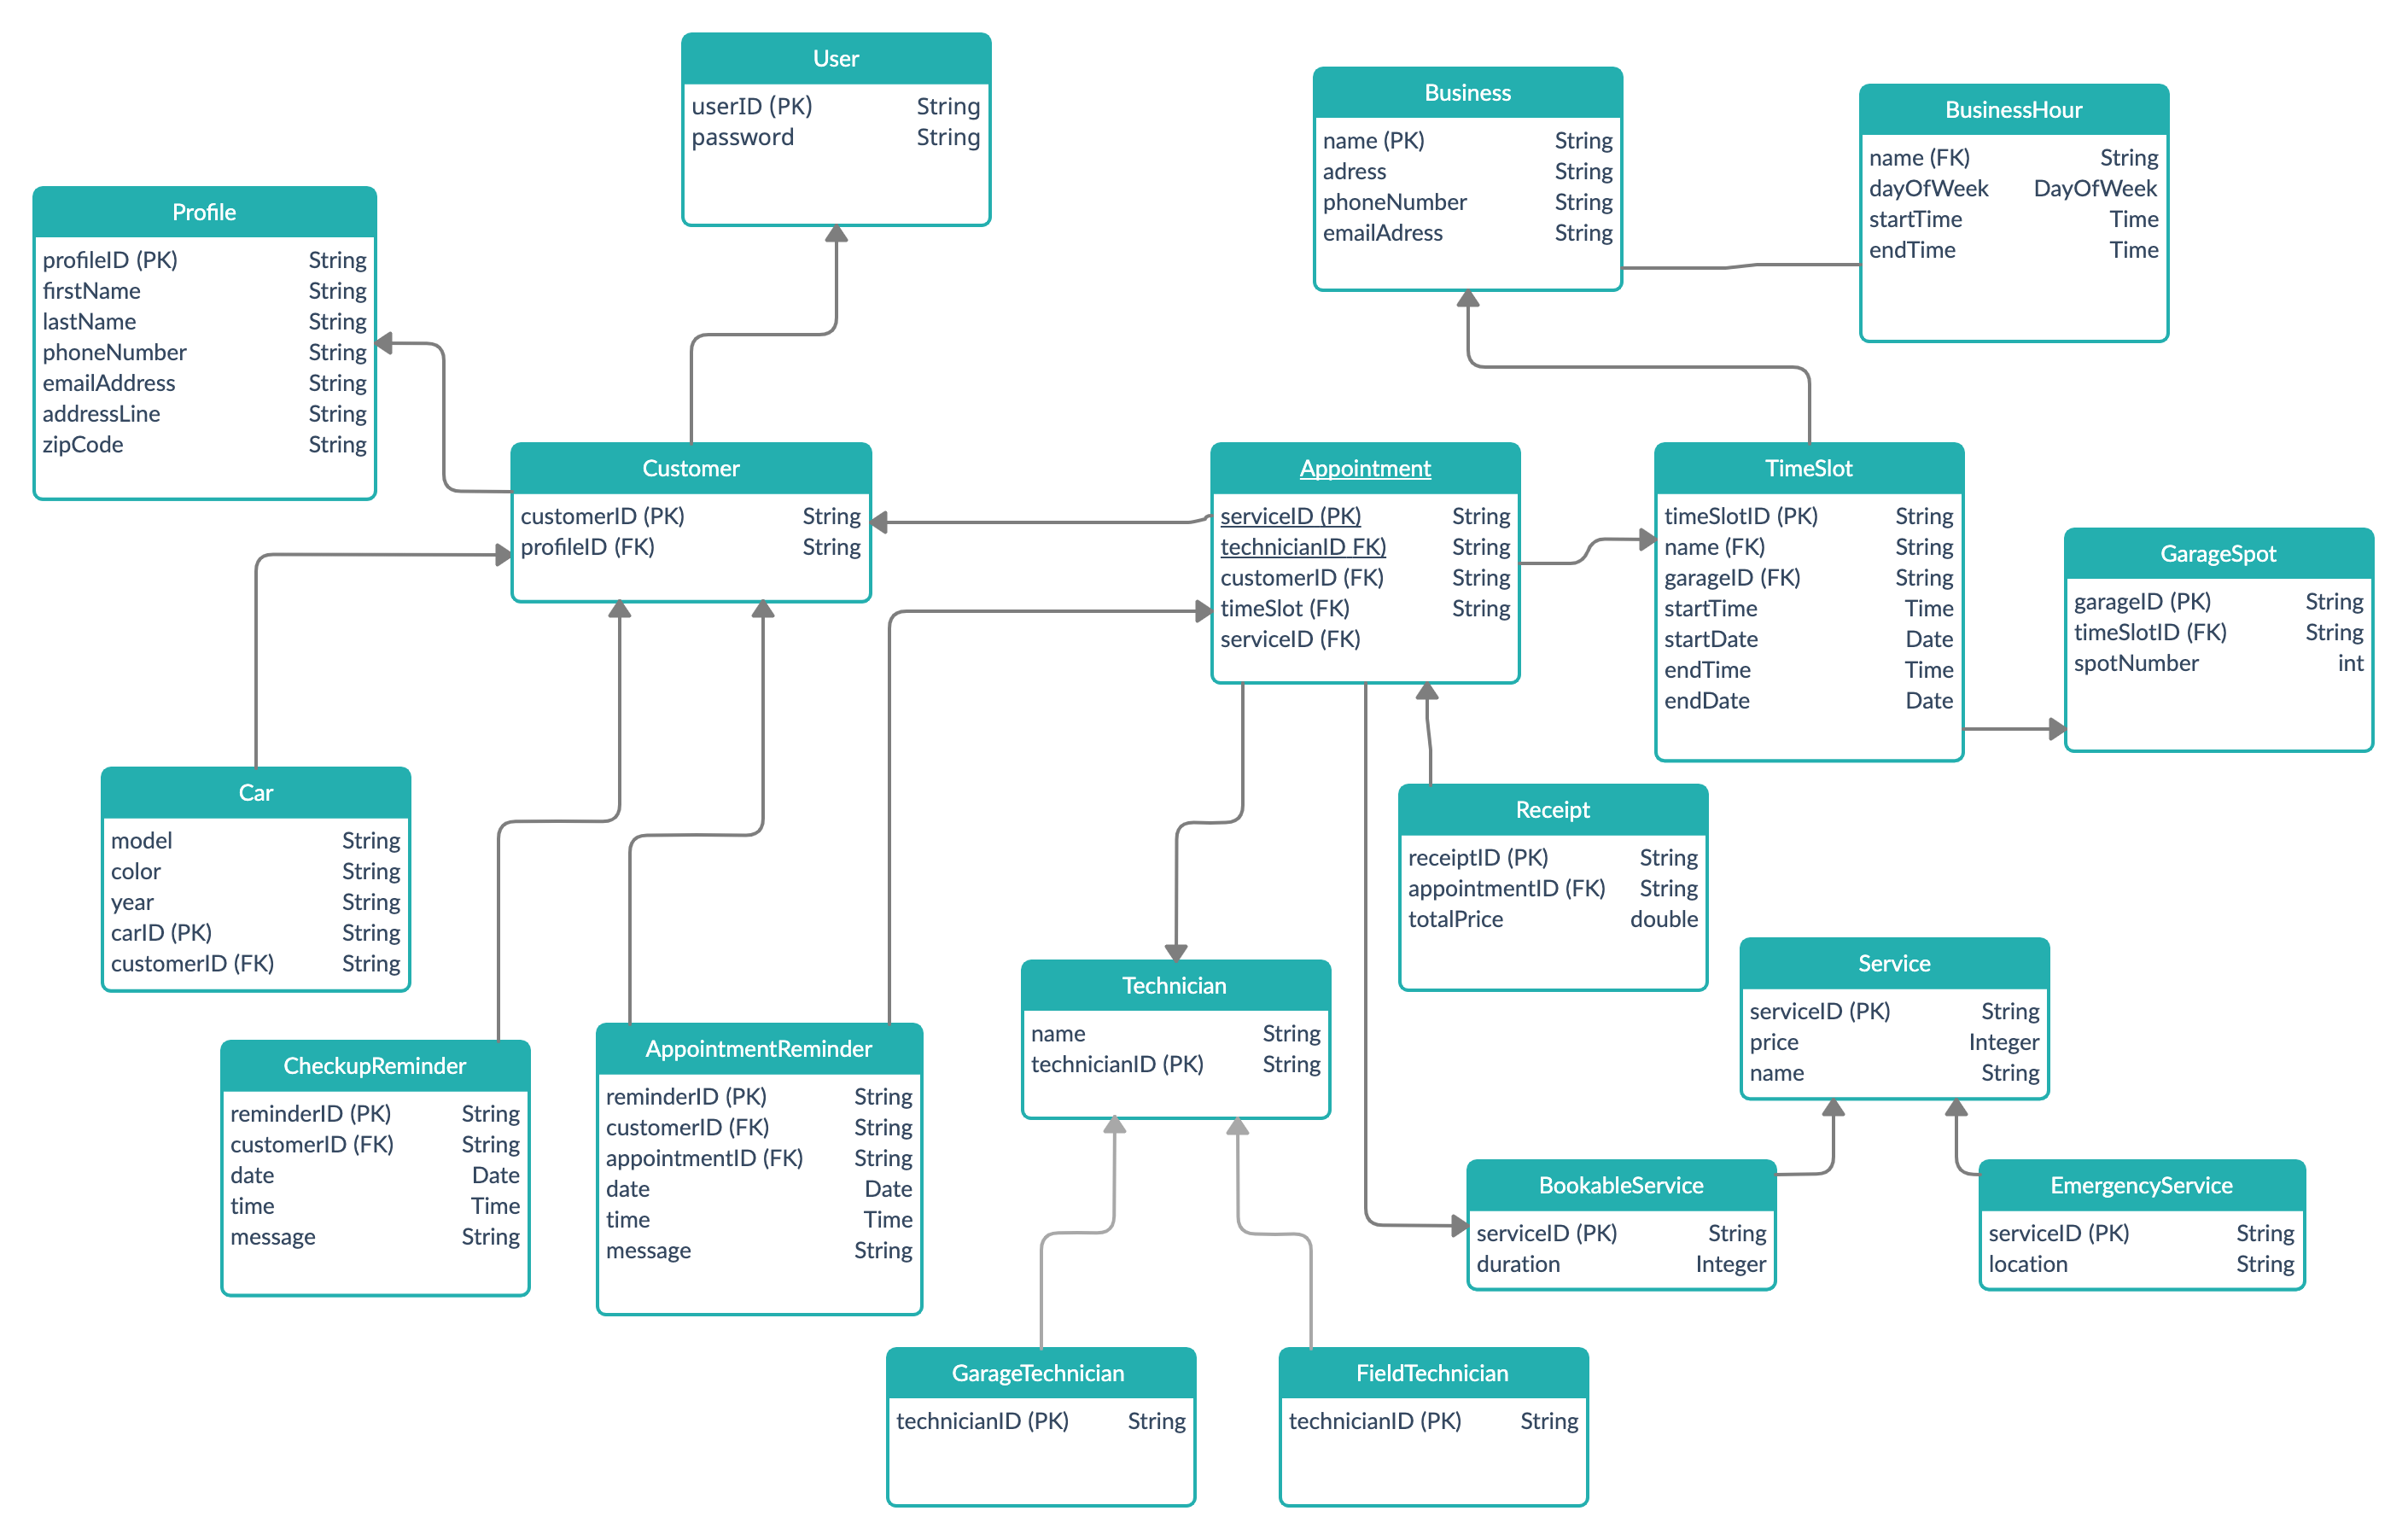 User
userID (PK) String
password String
Business
name (PK) String
adress String
phoneNumber String
emailAdress String
BusinessHour
name (FK) String
dayOfWeek DayOfWeek
startTime Time
endTime Time
Profile
profileID (PK) String
firstName String
lastName String
phoneNumber String
emailAddress String
addressLine String
zipCode String
Customer
customerID (PK) String
profileID (FK) String
Appointment
serviceID (PK) String
technicianID FK) String
customerID (FK) String
timeSlot (FK) String
serviceID (FK)
TimeSlot
timeSlotID (PK) String
name (FK) String
garageID (FK) String
startTime Time
startDate Date
endTime Time
endDate Date
GarageSpot
garageID (PK) String
timeSlotID (FK) String
spotNumber int
Car
model String
color String
year String
carID (PK) String
customerID (FK) String
Receipt
receiptID (PK) String
appointmentID (FK) String
totalPrice double
Technician
name String
technicianID (PK) String
Service
serviceID (PK) String
price Integer
name String
CheckupReminder
reminderID (PK) String
customerID (FK) String
date Date
time Time
message String
AppointmentReminder
reminderID (PK) String
customerID (FK) String
appointmentID (FK) String
date Date
time Time
message String
BookableService
serviceID (PK) String
duration Integer
EmergencyService
serviceID (PK) String
location String
GarageTechnician
technicianID (PK) String
FieldTechnician
technicianID (PK) String